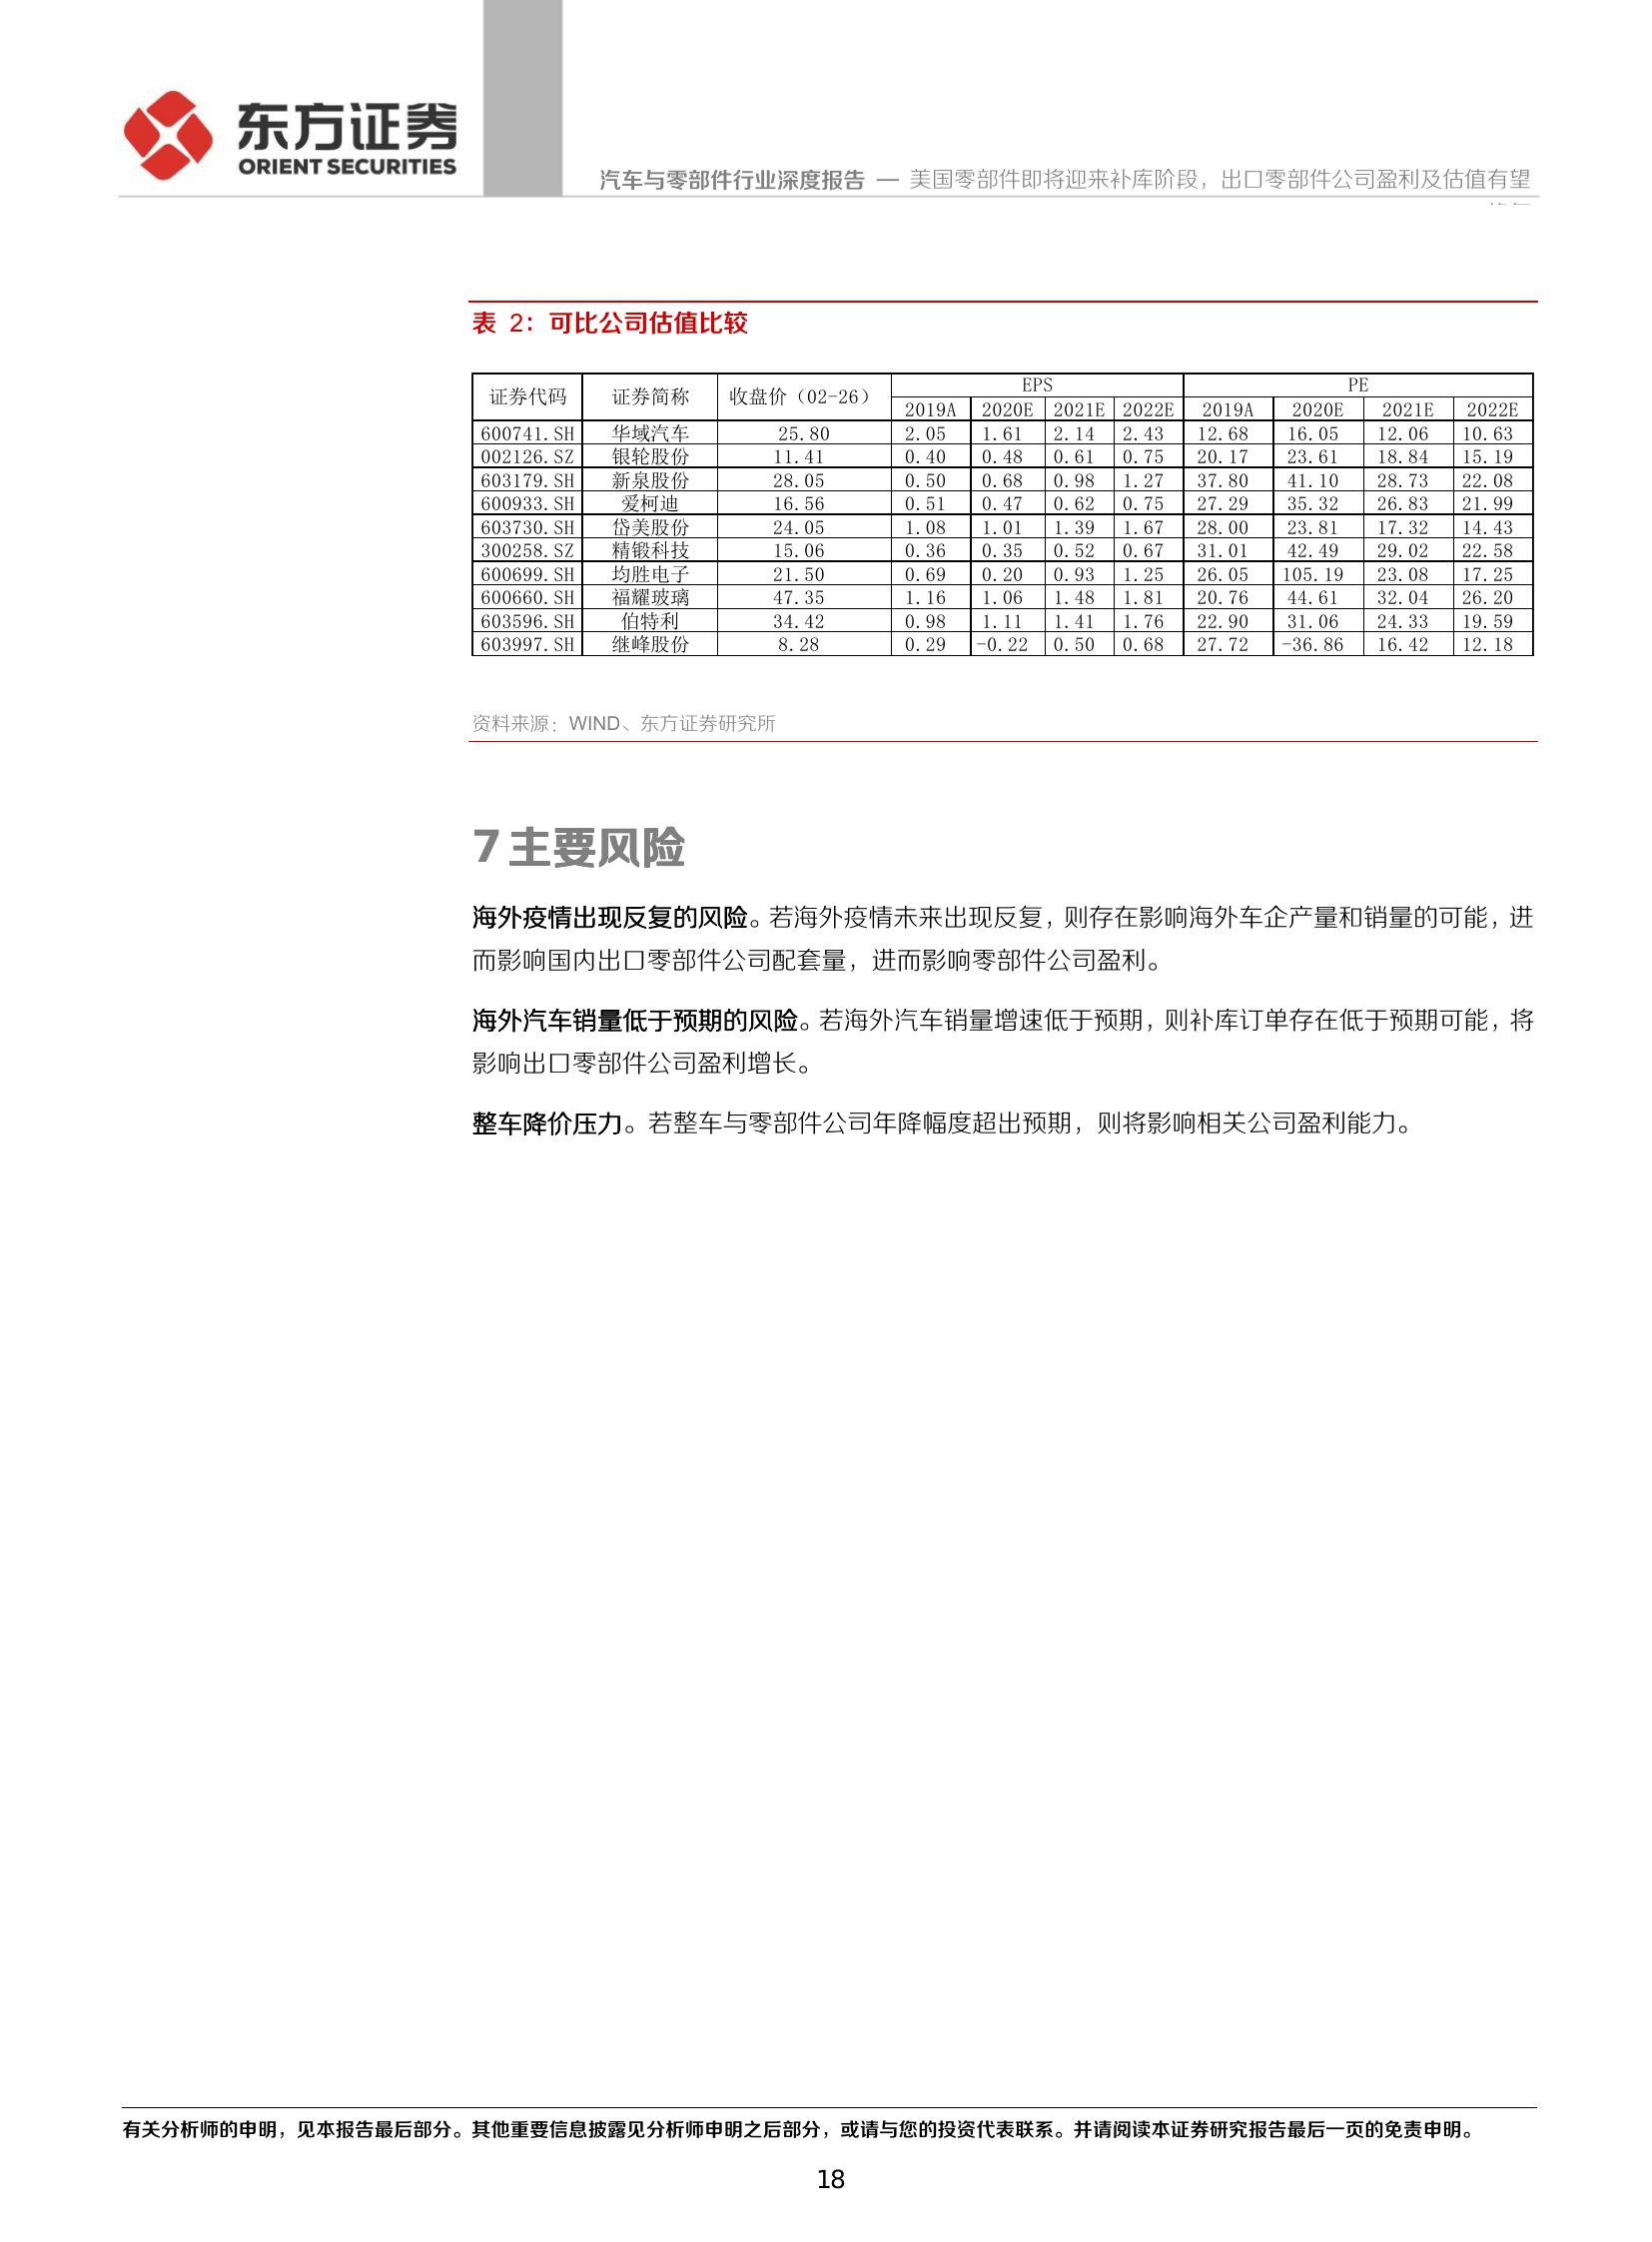 东方证券
ORIENT SECURITIES
汽车与零部件行业深度报告 — 美国零部件即将迎来补库阶段，出口零部件公司盈利及估值有望
表 2：可比公司估值比较
证券代码 证券简称 收盘价（02-26） EPS PE
2019A 2020E 2021E 2022E 2019A 2020E 2021E 2022E
600741.SH 华域汽车 25.80 2.05 1.61 2.14 2.43 12.68 16.05 12.06 10.63
002126.SZ 银轮股份 11.41 0.40 0.48 0.61 0.75 20.17 23.61 18.84 15.19
603179.SH 新泉股份 28.05 0.50 0.68 0.98 1.27 37.80 41.10 28.73 22.08
600933.SH 爱柯迪 16.56 0.51 0.47 0.62 0.75 27.29 35.32 26.83 21.99
603730.SH 岱美股份 24.05 1.08 1.01 1.39 1.67 28.00 23.81 17.32 14.43
300258.SZ 精锻科技 15.06 0.36 0.35 0.52 0.67 31.01 42.49 29.02 22.58
600699.SH 均胜电子 21.50 0.69 0.20 0.93 1.25 26.05 105.19 23.08 17.25
600660.SH 福耀玻璃 47.35 1.16 1.06 1.48 1.81 20.76 44.61 32.04 26.20
603596.SH 伯特利 34.42 0.98 1.11 1.41 1.76 22.90 31.06 24.33 19.59
603997.SH 继峰股份 8.28 0.29 -0.22 0.50 0.68 27.72 -36.86 16.42 12.18
资料来源：WIND、东方证券研究所
7 主要风险
海外疫情出现反复的风险。若海外疫情未来出现反复，则存在影响海外车企产量和销量的可能，进
而影响国内出口零部件公司配套量，进而影响零部件公司盈利。
海外汽车销量低于预期的风险。若海外汽车销量增速低于预期，则补库订单存在低于预期可能，将
影响出口零部件公司盈利增长。
整车降价压力。若整车与零部件公司年降幅度超出预期，则将影响相关公司盈利能力。
有关分析师的申明，见本报告最后部分。其他重要信息披露见分析师申明之后部分，或请与您的投资代表联系。并请阅读本证券研究报告最后一页的免责申明。
18